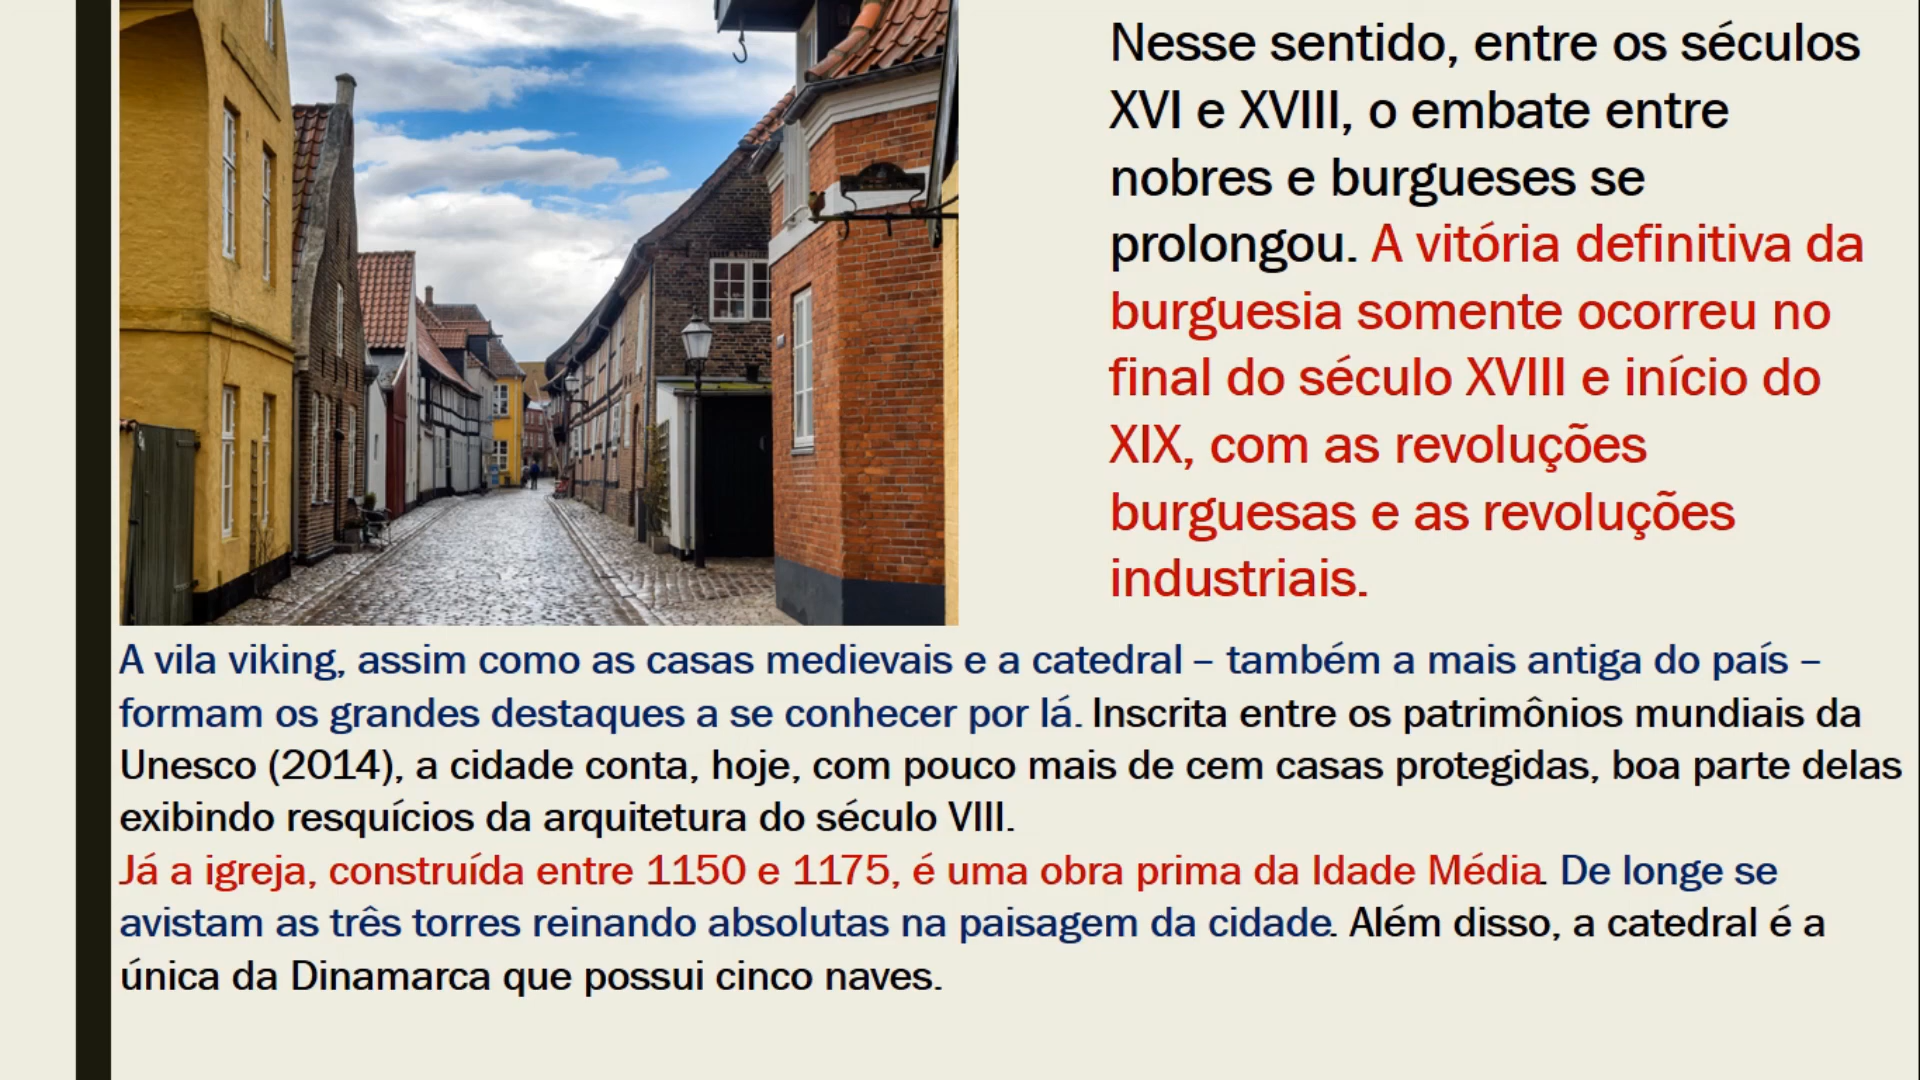 Nesse sentido, entre os séculos
XVI e XVIII, o embate entre
nobres e burgueses se
prolongou. A vitória definitiva da
burguesia somente ocorreu no
final do século XVIII e início do
XIX, com as revoluções
burguesas e as revoluções
industriais.
A vila viking, assim como as casas medievais e a catedral – também a mais antiga do país –
formam os grandes destaques a se conhecer por lá. Inscrita entre os patrimônios mundiais da
Unesco (2014), a cidade conta, hoje, com pouco mais de cem casas protegidas, boa parte delas
exibindo resquícios da arquitetura do século VIII.
Já a igreja, construída entre 1150 e 1175, é uma obra prima da Idade Média. De longe se
avistam as três torres reinando absolutas na paisagem da cidade. Além disso, a catedral é a
única da Dinamarca que possui cinco naves.